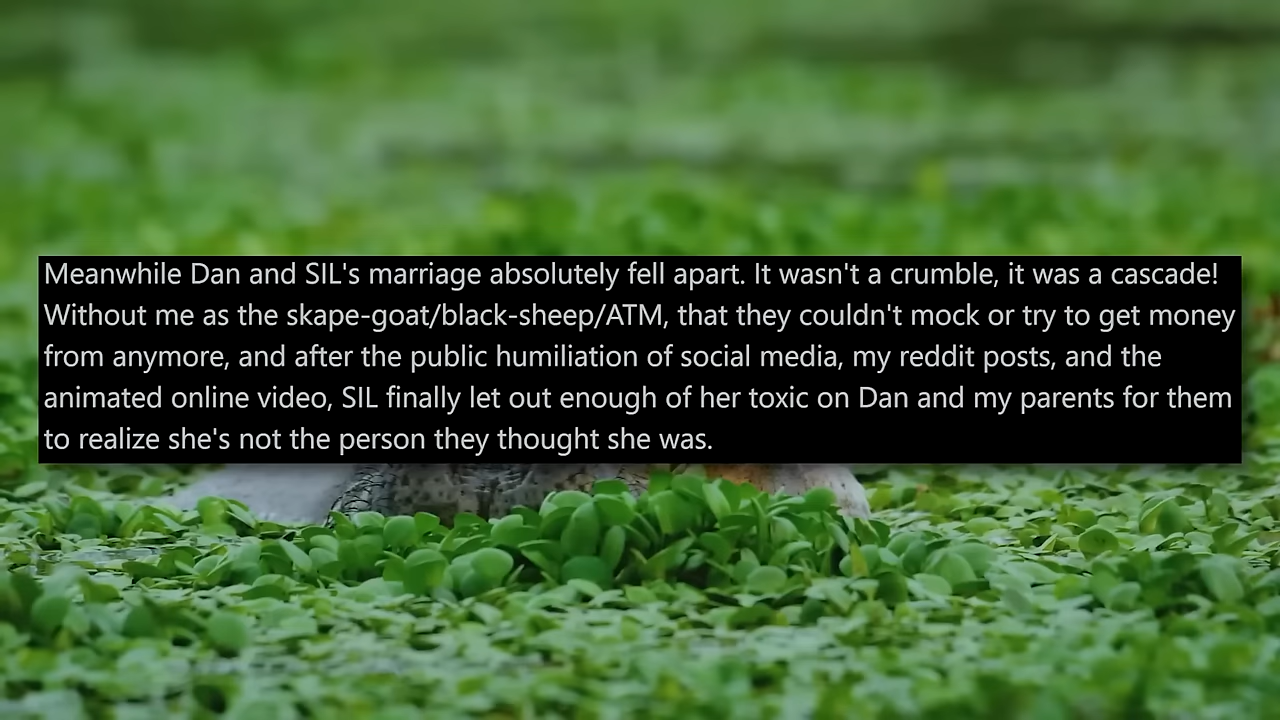 Meanwhile Dan and SIL's marriage absolutely fell apart. It wasn't a crumble, it was a cascade!
Without me as the skape-goat/black-sheep/ATM, that they couldn't mock or try to get money
from anymore, and after the public humiliation of social media, my reddit posts, and the
animated online video, SIL finally let out enough of her toxic on Dan and my parents for them
to realize she's not the person they thought she was.